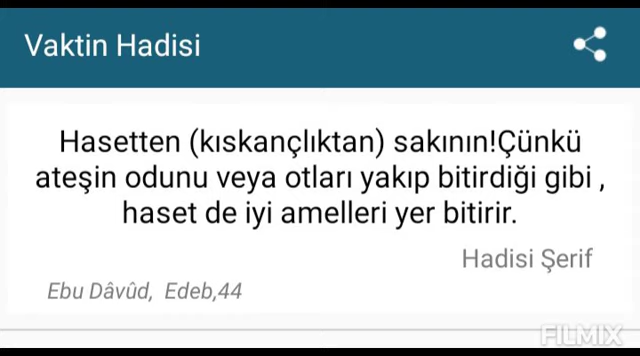 Vaktin Hadisi
Hasetten (kıskançlıktan) sakının!Çünkü
ateşin odunu veya otları yakıp bitirdiği gibi ,
haset de iyi amelleri yer bitirir.
Hadisi Şerif
Ebu Dâvûd, Edeb,44
FILMIX